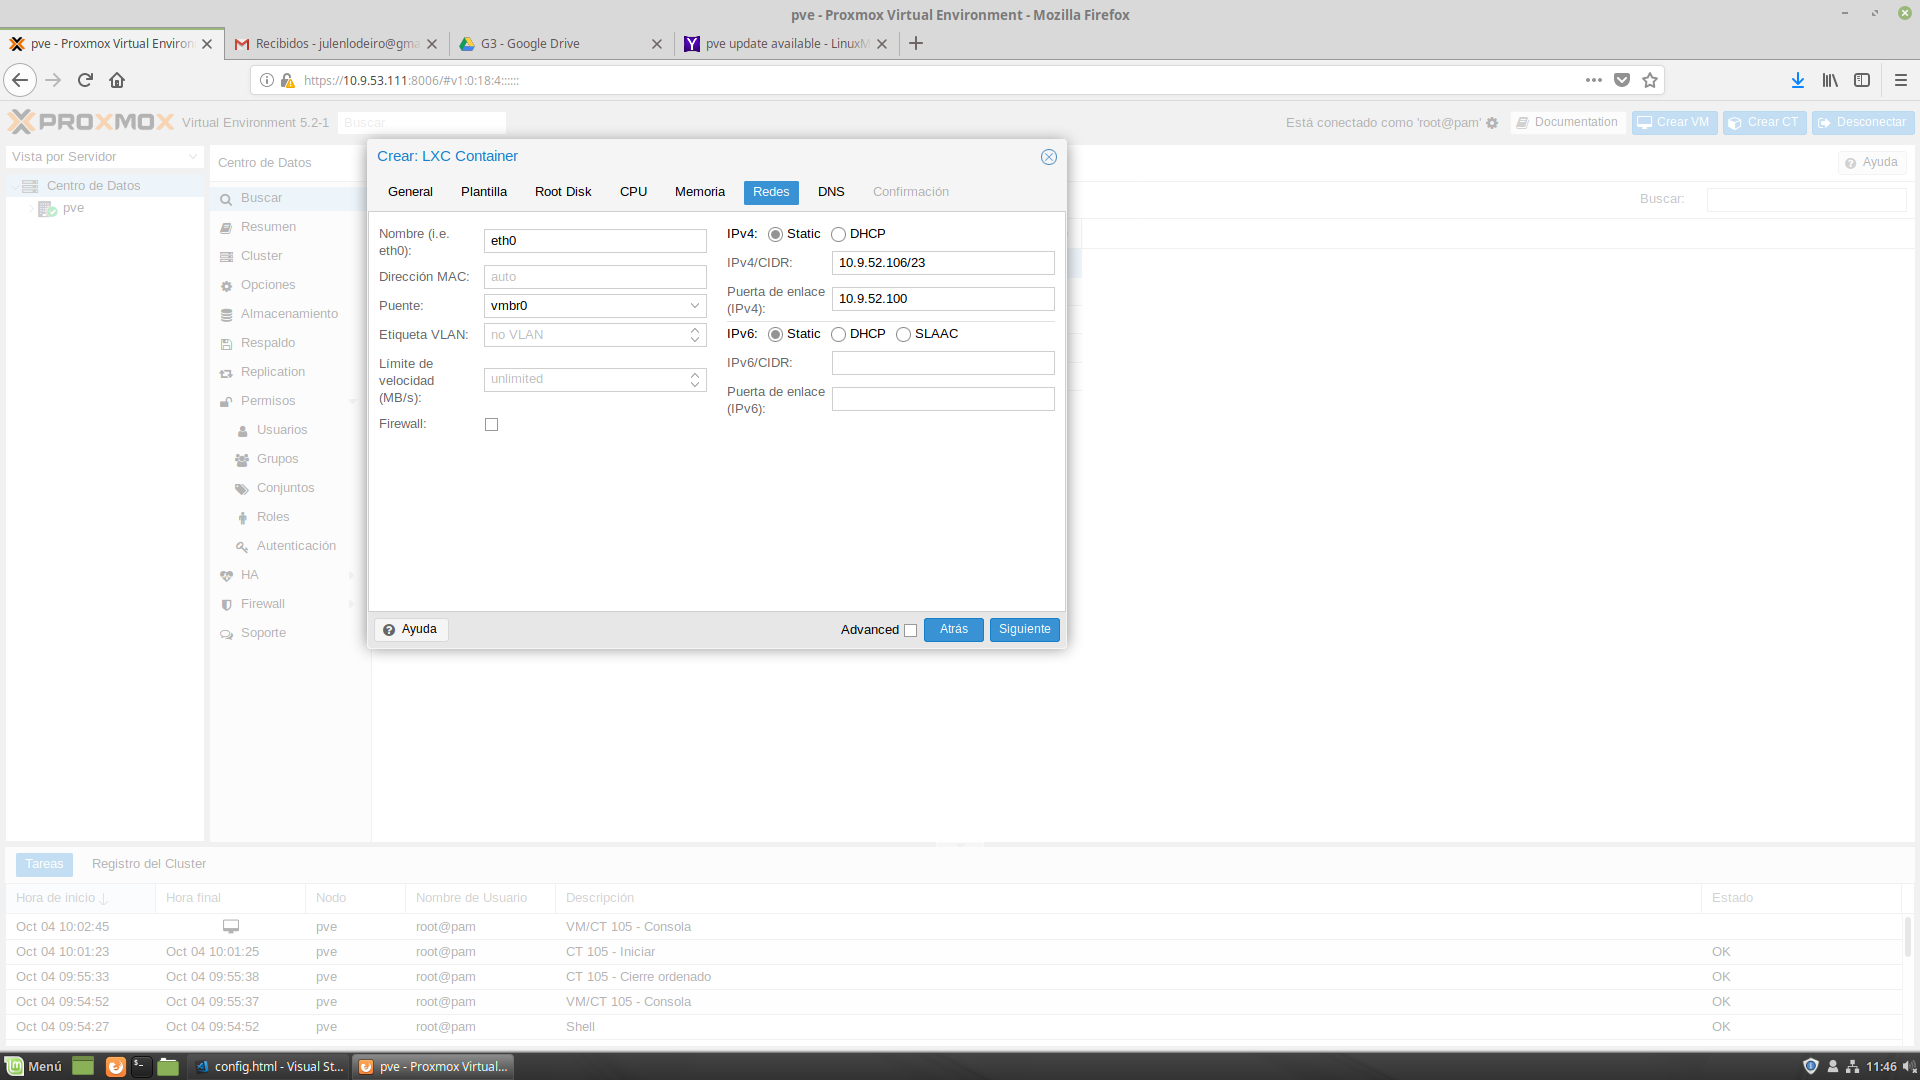 pve - Proxmox Virtual Environment - Mozilla Firefox
pve - Proxmox Virtual Environ
Recibidos - julenlodeiro@gma
G3 - Google Drive
pve update available - LinuxM
https://10.9.53.111:8006/#v1:0:18:4::::::
PROXMOX
Virtual Environment 5.2-1
Buscar
Está conectado como 'root@pam'
Documentation
Crear VM
Crear CT
Desconectar
Vista por Servidor
Centro de Datos
pve
Centro de Datos
Ayuda
Buscar:
Buscar
Resumen
Cluster
Opciones
Almacenamiento
Respaldo
Replication
Permisos
Usuarios
Grupos
Conjuntos
Roles
Autenticación
HA
Firewall
Soporte
Crear: LXC Container
General
Plantilla
Root Disk
CPU
Memoria
Redes
DNS
Confirmación
Nombre (i.e.
eth0):
eth0
Dirección MAC:
auto
Puente:
vmbr0
Etiqueta VLAN:
no VLAN
Límite de
velocidad
(MB/s):
unlimited
Firewall:
IPv4:
Static
DHCP
IPv4/CIDR:
10.9.52.106/23
Puerta de enlace
(IPv4):
10.9.52.100
IPv6:
Static
DHCP
SLAAC
IPv6/CIDR:
Puerta de enlace
(IPv6):
Ayuda
Advanced
Atrás
Siguiente
Tareas
Registro del Cluster
Hora de inicio
Hora final
Nodo
Nombre de Usuario
Descripción
Estado
Oct 04 10:02:45 pve root@pam VM/CT 105 - Consola
Oct 04 10:01:23 Oct 04 10:01:25 pve root@pam CT 105 - Iniciar OK
Oct 04 09:55:33 Oct 04 09:55:38 pve root@pam CT 105 - Cierre ordenado OK
Oct 04 09:54:52 Oct 04 09:55:37 pve root@pam VM/CT 105 - Consola OK
Oct 04 09:54:27 Oct 04 09:54:52 pve root@pam Shell OK
Menú
config.html - Visual St...
pve - Proxmox Virtual...
11:46